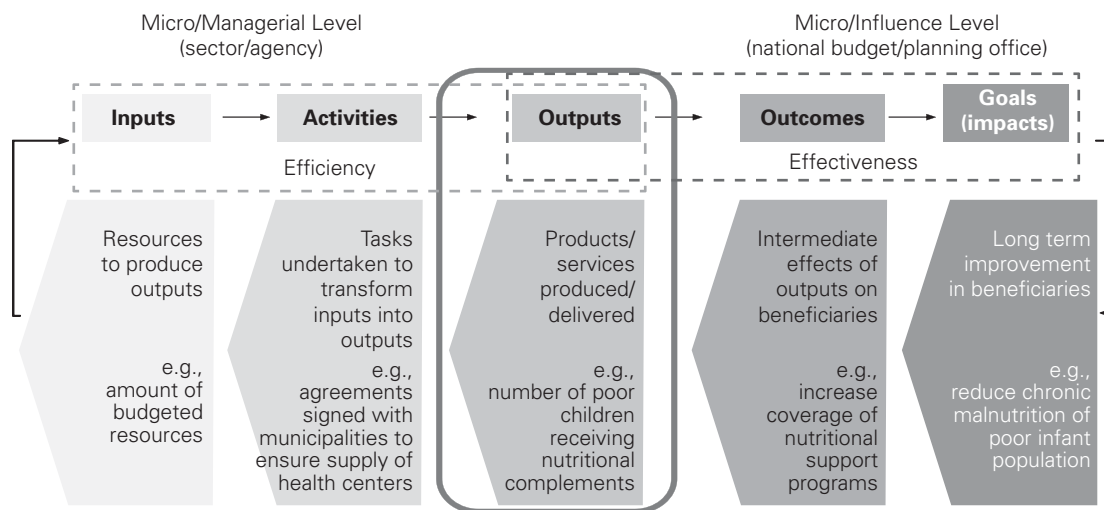 Micro/Managerial Level
(sector/agency)
Micro/Influence Level
(national budget/planning office)
Inputs
Activities
Outputs
Outcomes
Goals
(impacts)
Efficiency
Effectiveness
Resources
to produce
outputs
e.g.,
amount of
budgeted
resources
Tasks
undertaken to
transform
inputs into
outputs
e.g.,
agreements
signed with
municipalities to
ensure supply of
health centers
Products/
services
produced/
delivered
e.g.,
number of poor
children
receiving
nutritional
complements
Intermediate
effects of
outputs on
beneficiaries
e.g.,
increase
coverage of
nutritional
support
programs
Long term
improvement
in beneficiaries
e.g.,
reduce chronic
malnutrition of
poor infant
population